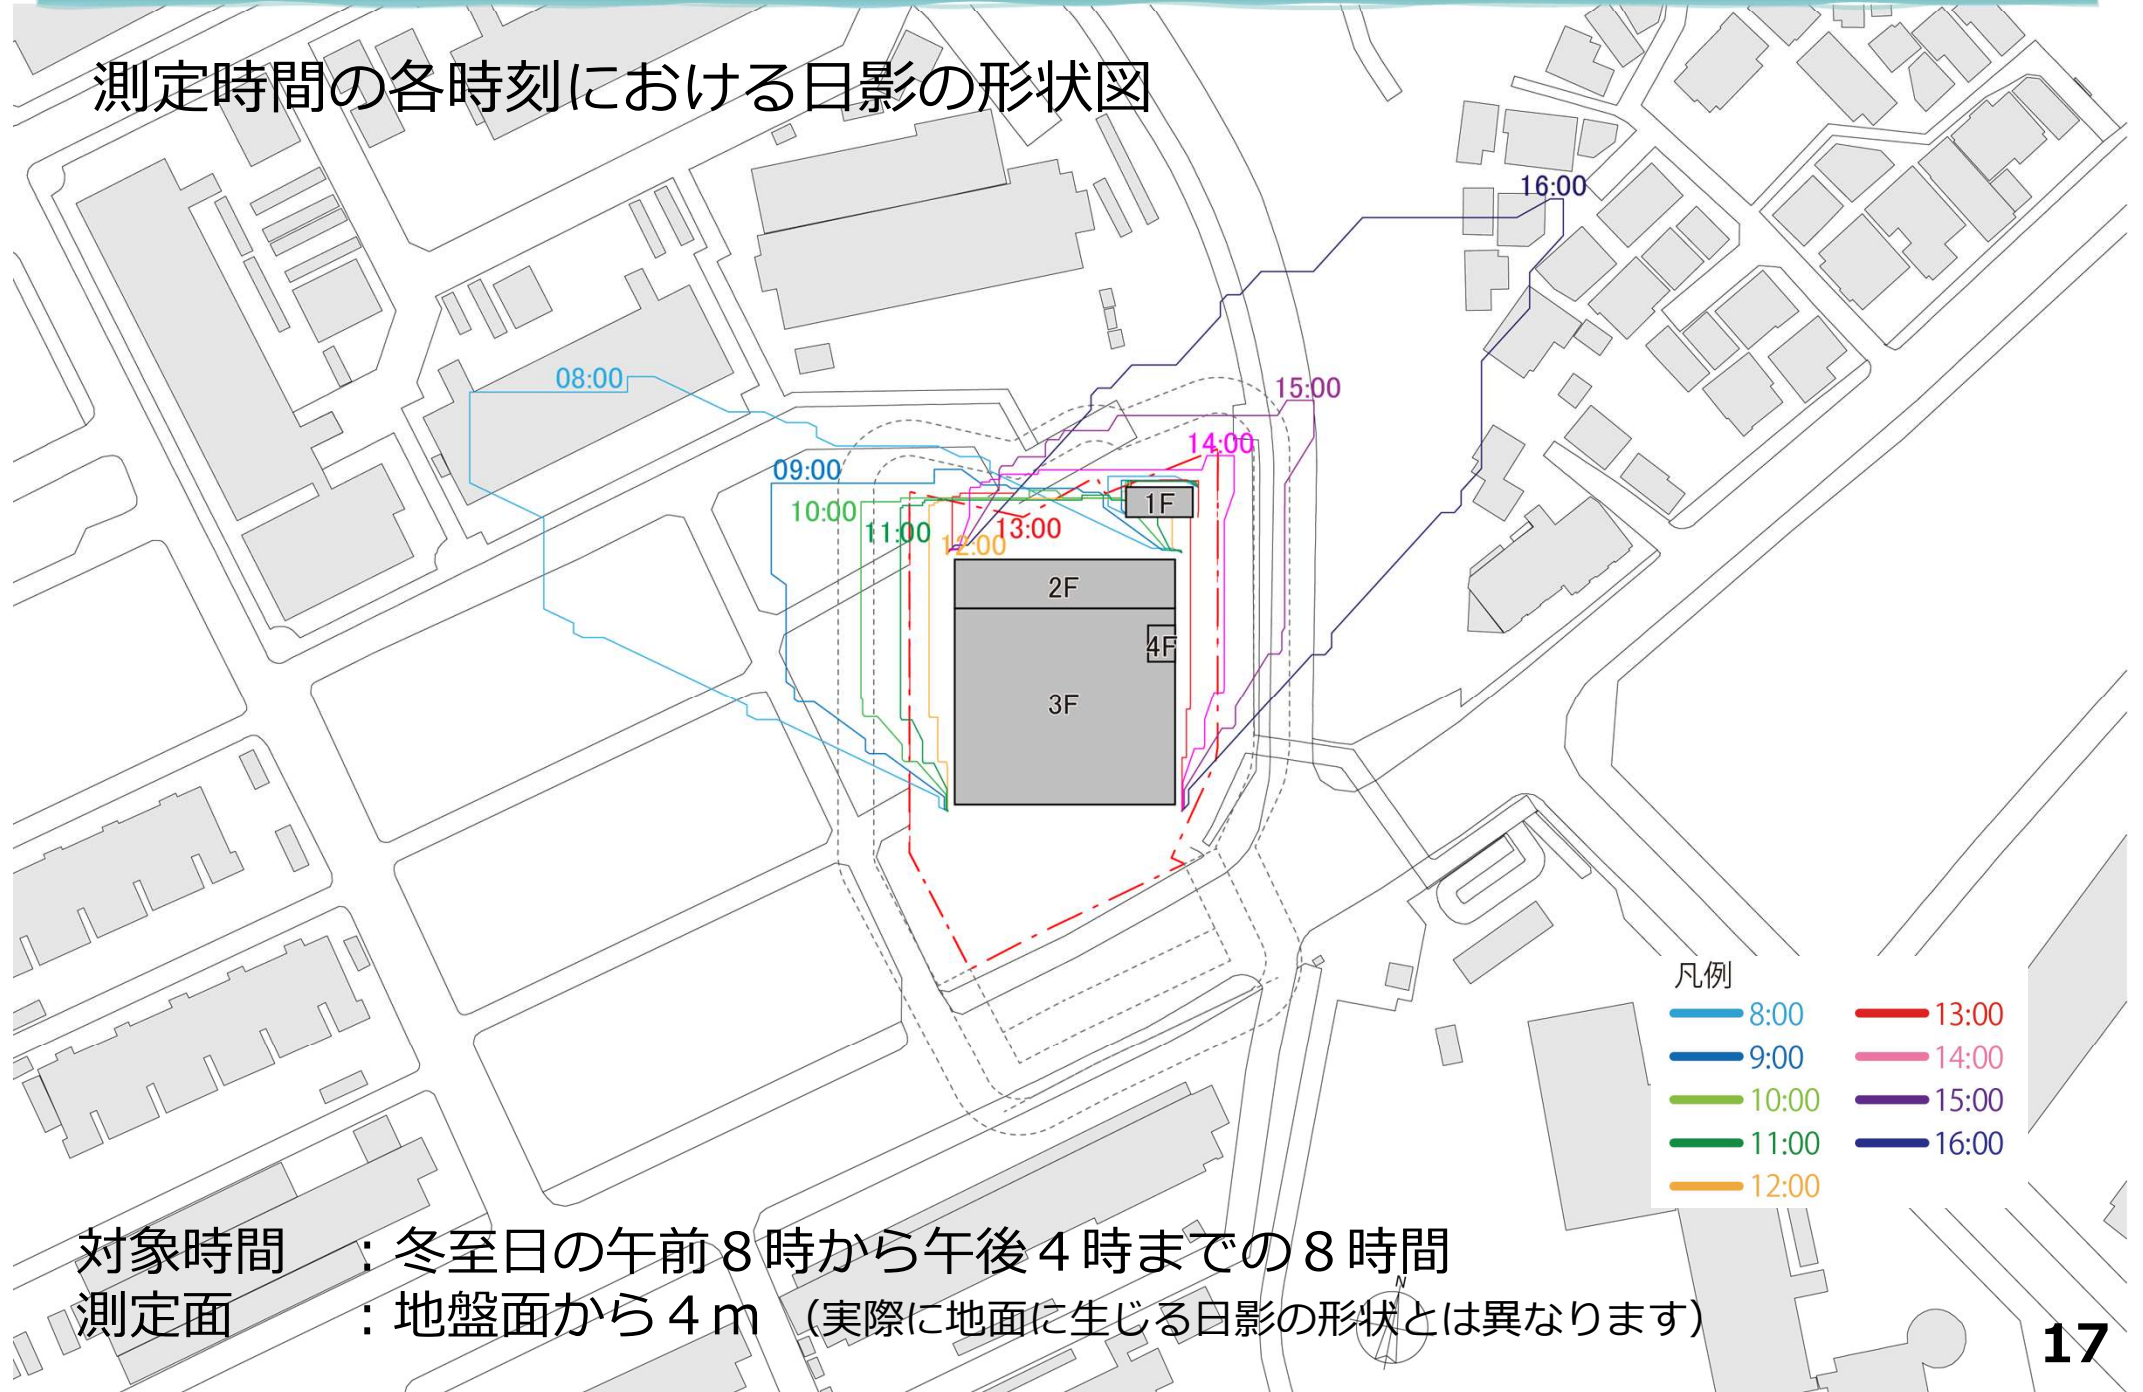 測定時間の各時刻における日影の形状図
16:00
08:00
15:00
14:00
09:00
10:00
11:00
12:00
13:00
1F
2F
4F
3F
凡例
8:00
9:00
10:00
11:00
12:00
13:00
14:00
15:00
16:00
対象時間　：冬至日の午前８時から午後４時までの８時間
測定面　　：地盤面から４ｍ （実際に地面に生じる日影の形状とは異なります）
N
17